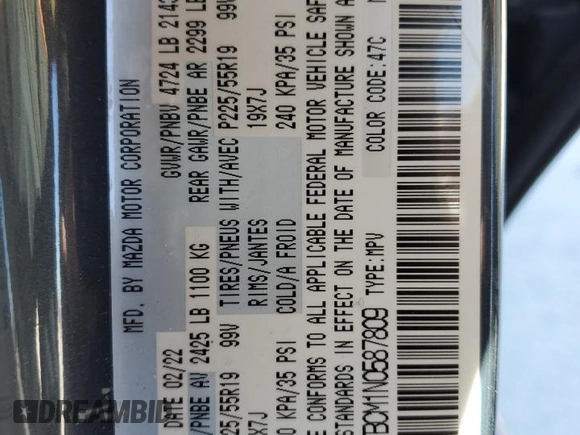 MFD. BY MAZDA MOTOR CORPORATION
DATE 02/22 GVWR/PNBV 4724 LB 2143
/PNBE AV 2425 LB 1100 KG REAR GAWR/PNBE AR 2299 LB
25/55R19 99V TIRES/PNEUS WITH/AVEC P225/55R19 99V
X7J RIMS/JANTES 19X7J
KPA/35 PSI COLD/A FROID 240 KPA/35 PSI
CONFORMS TO ALL APPLICABLE FEDERAL MOTOR VEHICLE SAF
STANDARDS IN EFFECT ON THE DATE OF MANUFACTURE SHOWN A
BCM1N0587809 TYPE:MPV COLOR CODE:47C
DREAMBID